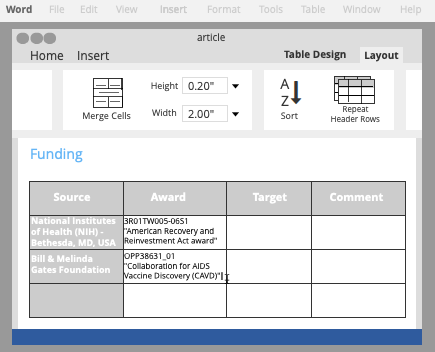 Word File Edit View Insert Format Tools Table Window Help
article
Home Insert Table Design Layout
Merge Cells
Height 0.20"
Width 2.00"
A
Z
Sort
Repeat
Header Rows
Funding
Source Award Target Comment
National Institutes
of Health (NIH) -
Bethesda, MD, USA
3R01TW005-06S1
"American Recovery and
Reinvestment Act award"
Bill & Melinda
Gates Foundation
OPP38631_01
"Collaboration for AIDS
Vaccine Discovery (CAVD)"